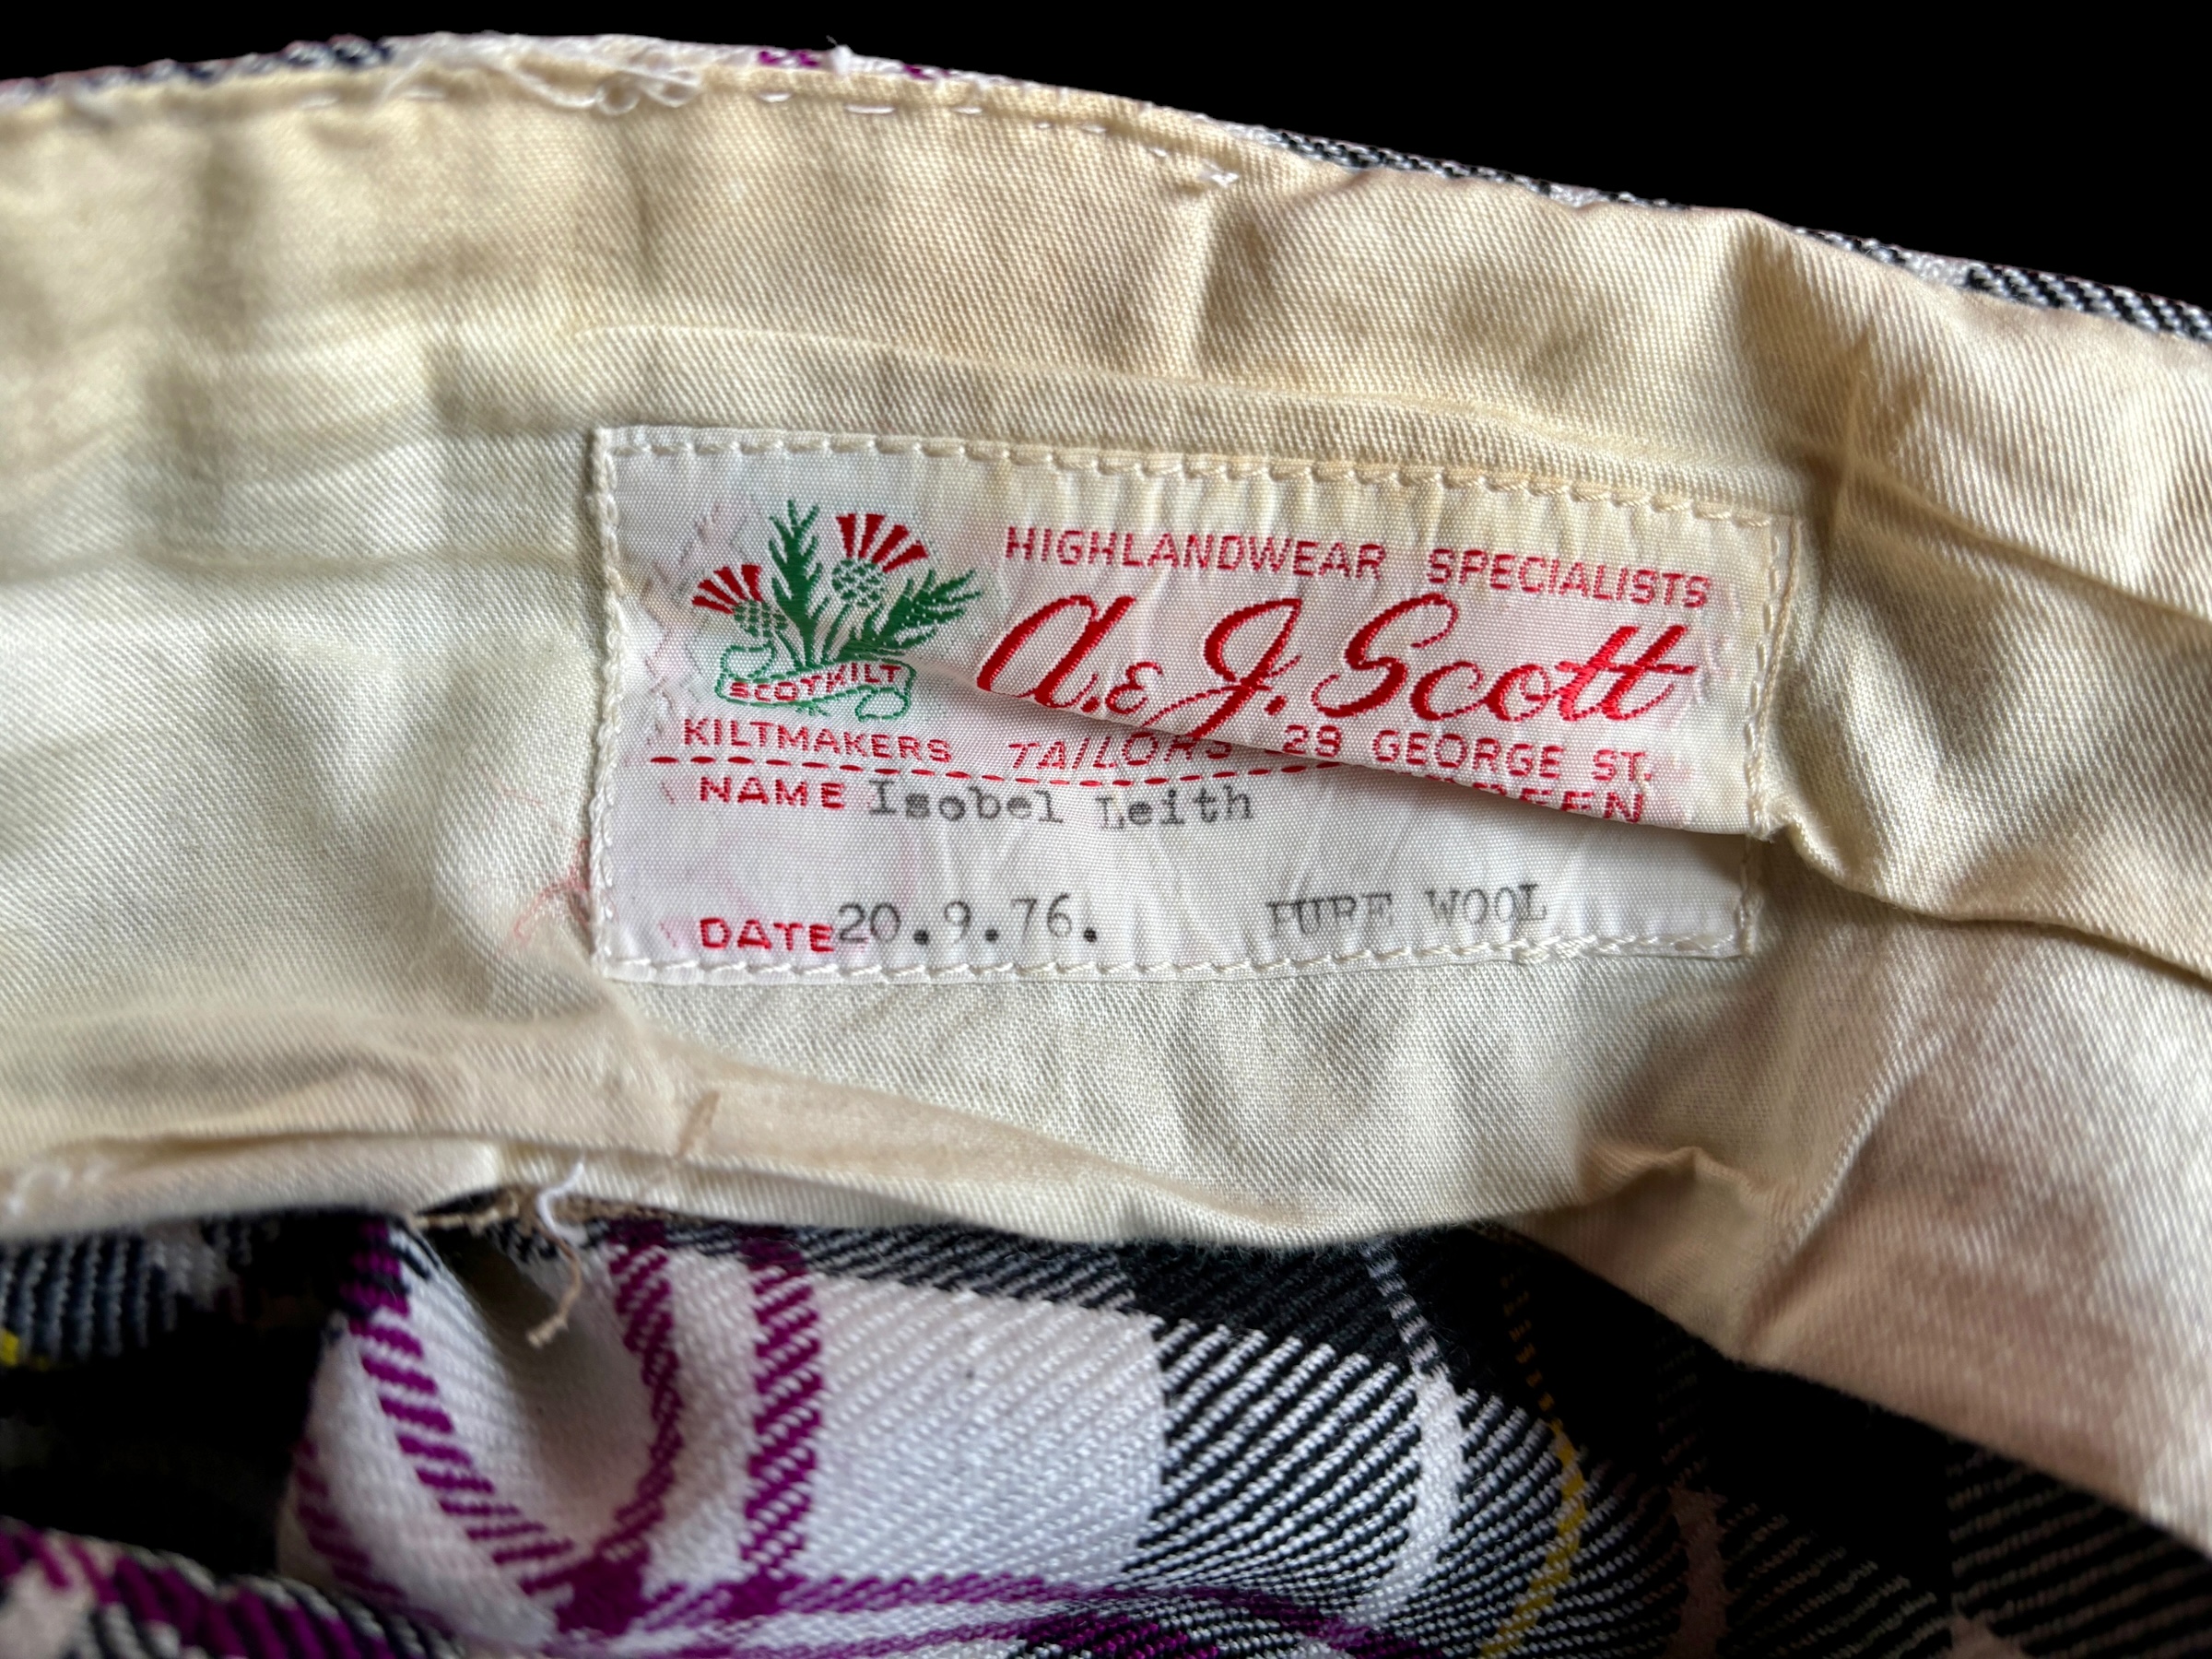 HIGHLANDWEAR SPECIALISTS
A. & J. Scott
SCOTKILT
KILTMAKERS TAILORS 29 GEORGE ST.
NAME Isobel Leith
DATE 20.9.76. PURE WOOL